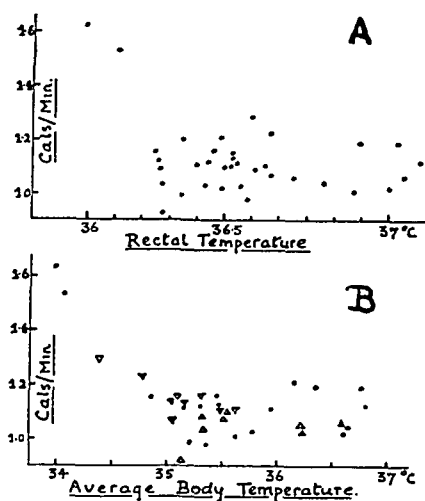 A
1.6
1.4
1.2
1.0
Cals/Min.
36 36.5 37°C
Rectal Temperature
B
1.6
1.6
1.2
1.0
Cals/Min
34 35 36 37°C
Average Body Temperature.